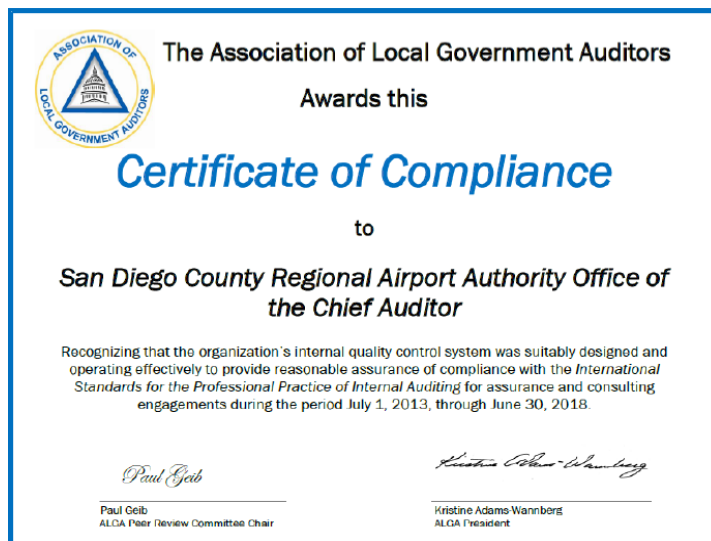 ASSOCIATION OF
LOCAL GOVERNMENT AUDITORS
The Association of Local Government Auditors
Awards this
Certificate of Compliance
to
San Diego County Regional Airport Authority Office of
the Chief Auditor
Recognizing that the organization's internal quality control system was suitably designed and
operating effectively to provide reasonable assurance of compliance with the International
Standards for the Professional Practice of Internal Auditing for assurance and consulting
engagements during the period July 1, 2013, through June 30, 2018.
Paul Geib
Kristine Adams-Wannberg
Paul Geib
Kristine Adams-Wannberg
ALGA Peer Review Committee Chair
ALGA President